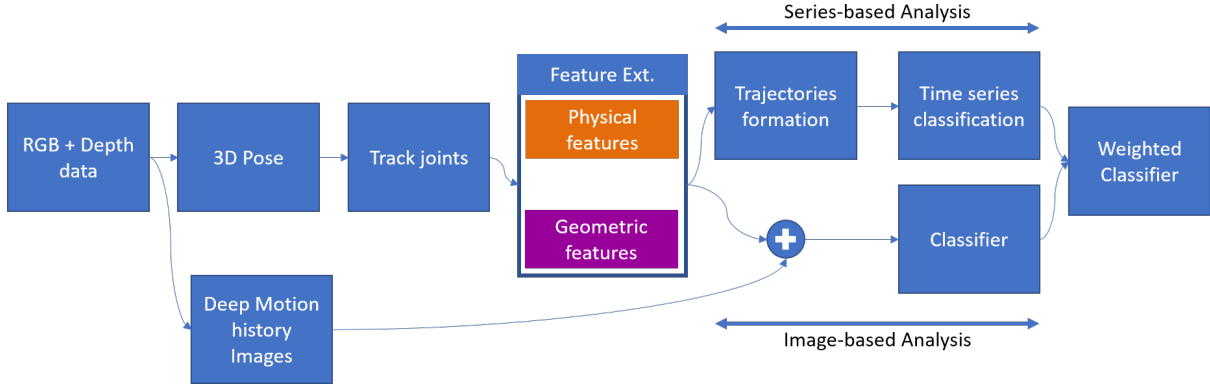 Series-based Analysis
RGB + Depth
data
3D Pose
Track joints
Feature Ext.
Physical
features
Geometric
features
Trajectories
formation
Time series
classification
Weighted
Classifier
Classifier
Deep Motion
history
Images
Image-based Analysis